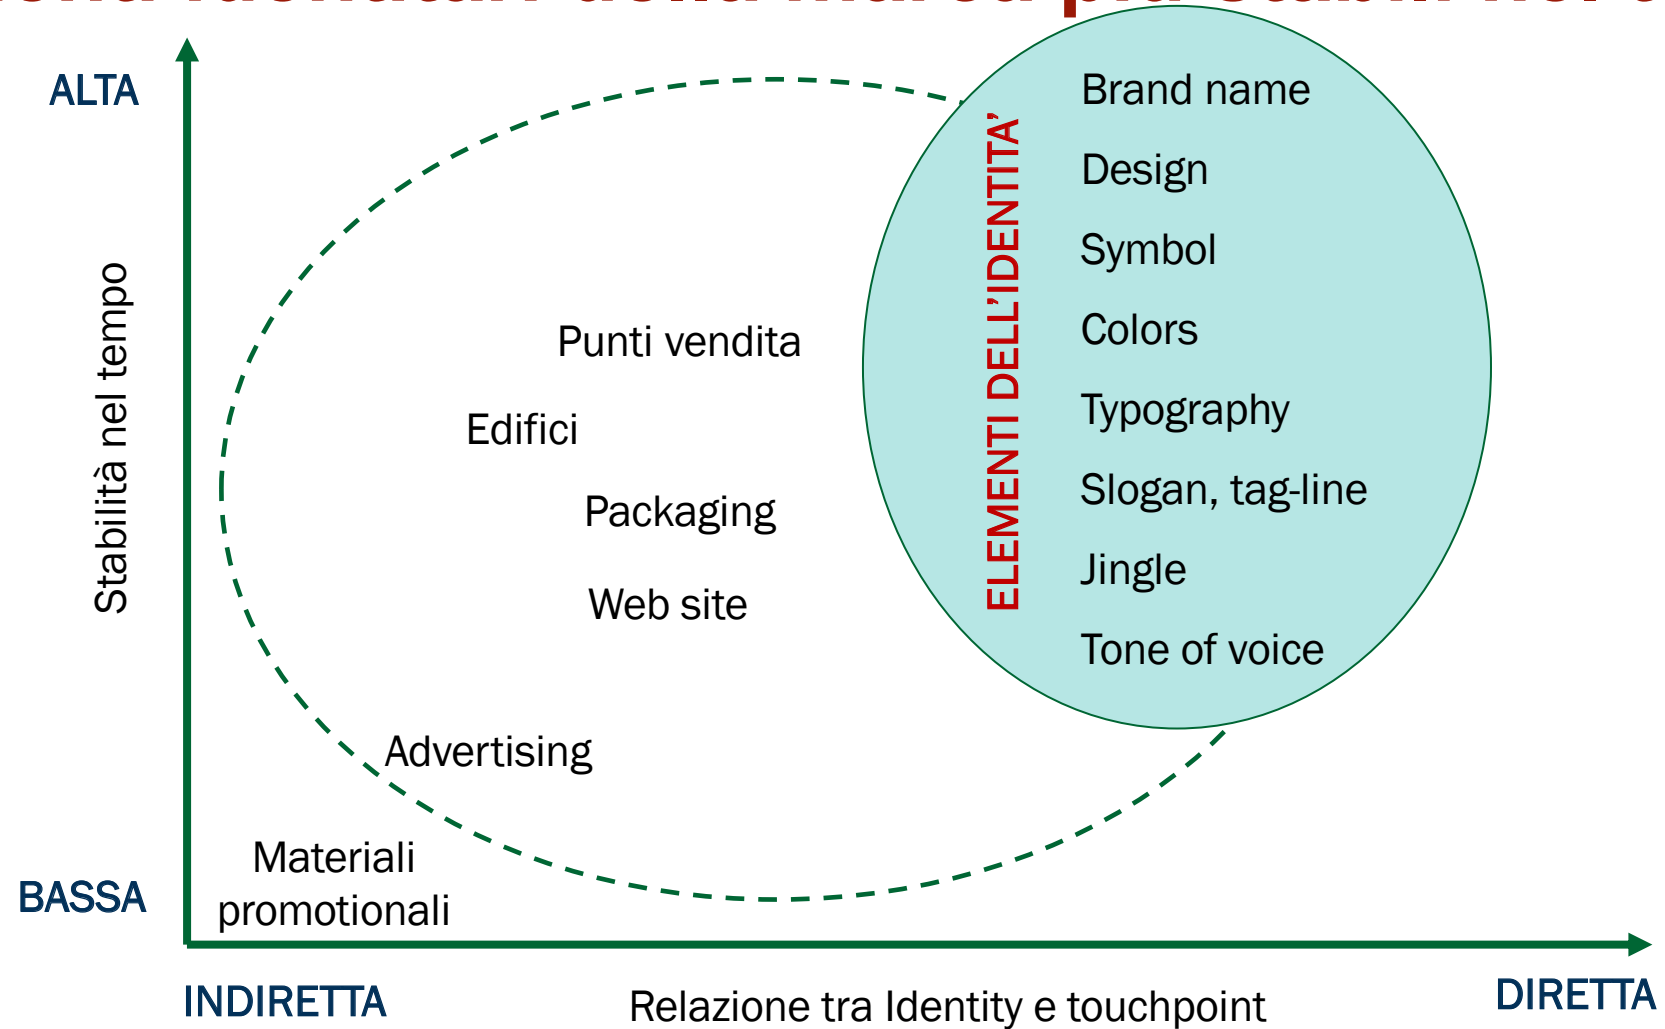 ALTA
Brand name
Design
Symbol
Colors
Typography
Slogan, tag-line
Jingle
Tone of voice
ELEMENTI DELL’IDENTITA’
Stabilità nel tempo
Punti vendita
Edifici
Packaging
Web site
Advertising
Materiali
promotionali
BASSA
INDIRETTA
Relazione tra Identity e touchpoint
DIRETTA